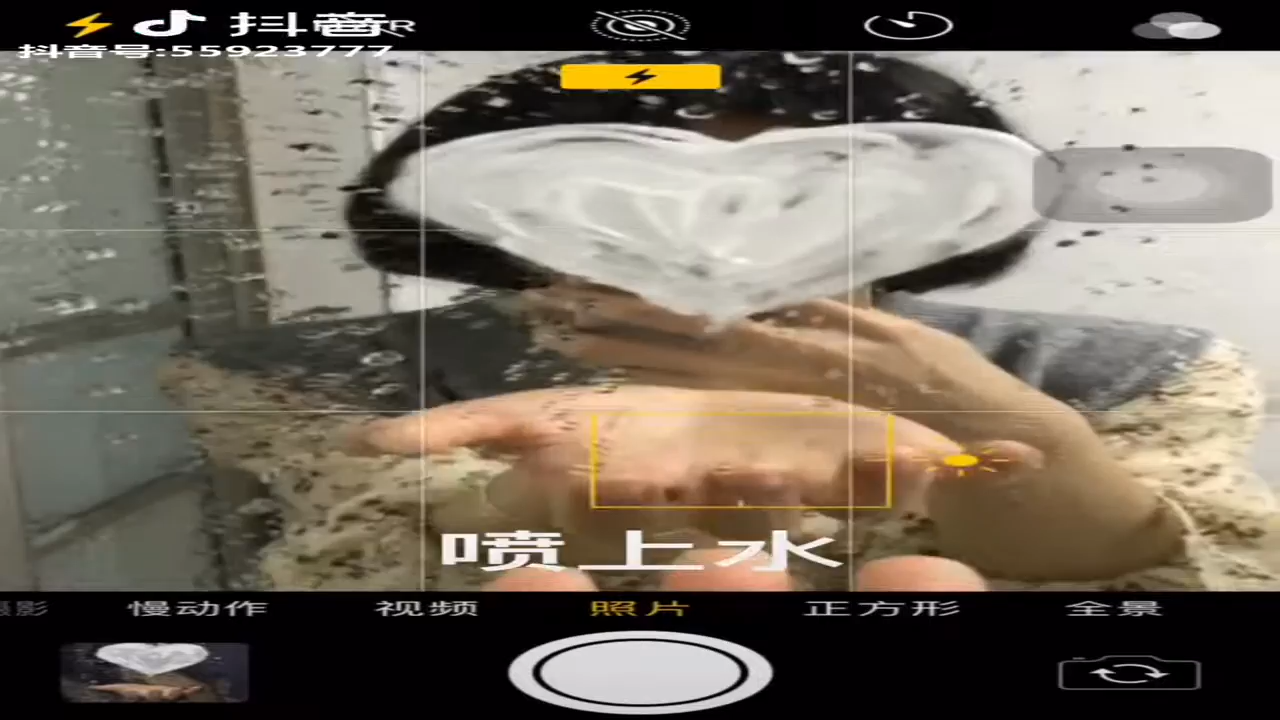 抖音
抖音号:55923777
喷上水
慢动作
视频
照片
正方形
全景